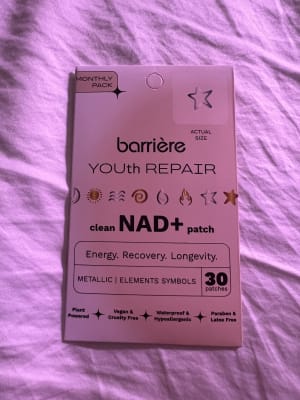 MONTHLY
PACK
ACTUAL
SIZE
barrière
YOUth REPAIR
clean NAD+ patch
Energy. Recovery. Longevity.
METALLIC | ELEMENTS SYMBOLS
30
patches
Plant
Powered
Vegan &
Cruelty Free
Waterproof &
Hypoallergenic
Paraben &
Latex Free